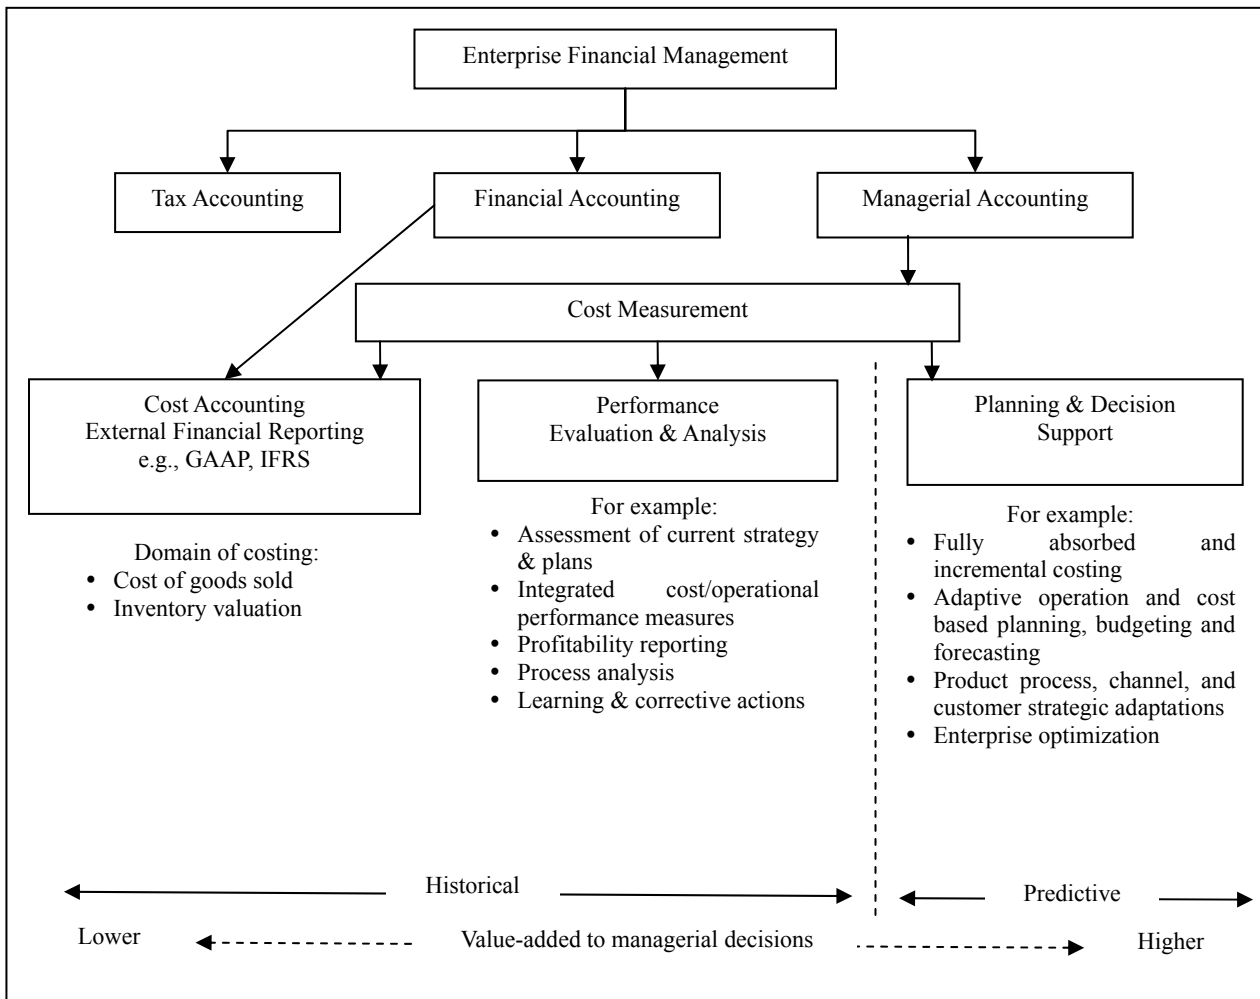 Enterprise Financial Management
Tax Accounting
Financial Accounting
Managerial Accounting
Cost Measurement
Cost Accounting
External Financial Reporting
e.g., GAAP, IFRS
Performance
Evaluation & Analysis
Planning & Decision
Support
Domain of costing:
• Cost of goods sold
• Inventory valuation
For example:
• Assessment of current strategy
& plans
• Integrated cost/operational
performance measures
• Profitability reporting
• Process analysis
• Learning & corrective actions
For example:
• Fully absorbed and
incremental costing
• Adaptive operation and cost
based planning, budgeting and
forecasting
• Product process, channel, and
customer strategic adaptations
• Enterprise optimization
Historical
Predictive
Lower
Value-added to managerial decisions
Higher